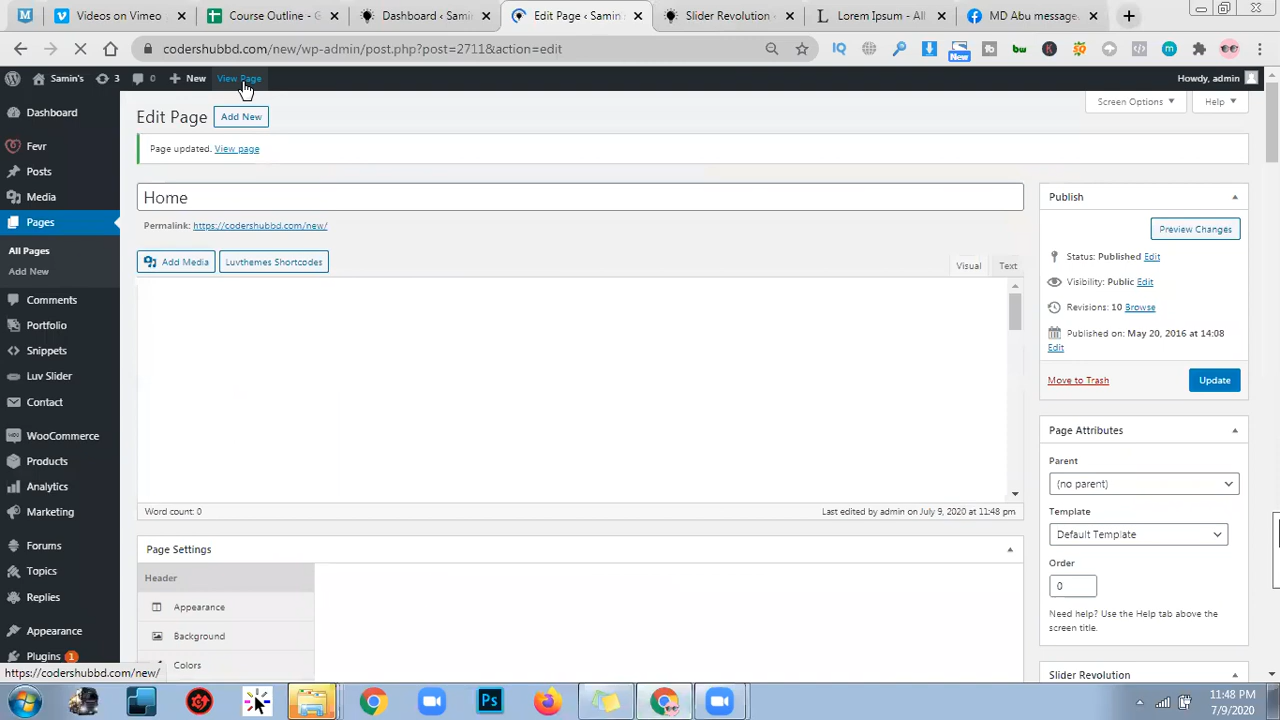 Videos on Vimeo
Course Outline - G
Dashboard ‹ Samin
Edit Page ‹ Samin
Slider Revolution
Lorem Ipsum - All
MD Abu message
codershubbd.com/new/wp-admin/post.php?post=2711&action=edit
Samin's
3
0
New
View Page
Howdy, admin
Dashboard
Fevr
Posts
Media
Pages
All Pages
Add New
Comments
Portfolio
Snippets
Luv Slider
Contact
WooCommerce
Products
Analytics
Marketing
Forums
Topics
Replies
Appearance
Plugins 1
Edit Page
Add New
Screen Options
Help
Page updated. View page
Home
Permalink: https://codershubbd.com/new/
Add Media
Luvthemes Shortcodes
Visual
Text
Word count: 0
Last edited by admin on July 9, 2020 at 11:48 pm
Page Settings
Header
Appearance
Background
Colors
Publish
Preview Changes
Status: Published Edit
Visibility: Public Edit
Revisions: 10 Browse
Published on: May 20, 2016 at 14:08
Edit
Move to Trash
Update
Page Attributes
Parent
(no parent)
Template
Default Template
Order
0
Need help? Use the Help tab above the
screen title.
Slider Revolution
https://codershubbd.com/new/
Ps
11:48 PM
7/9/2020